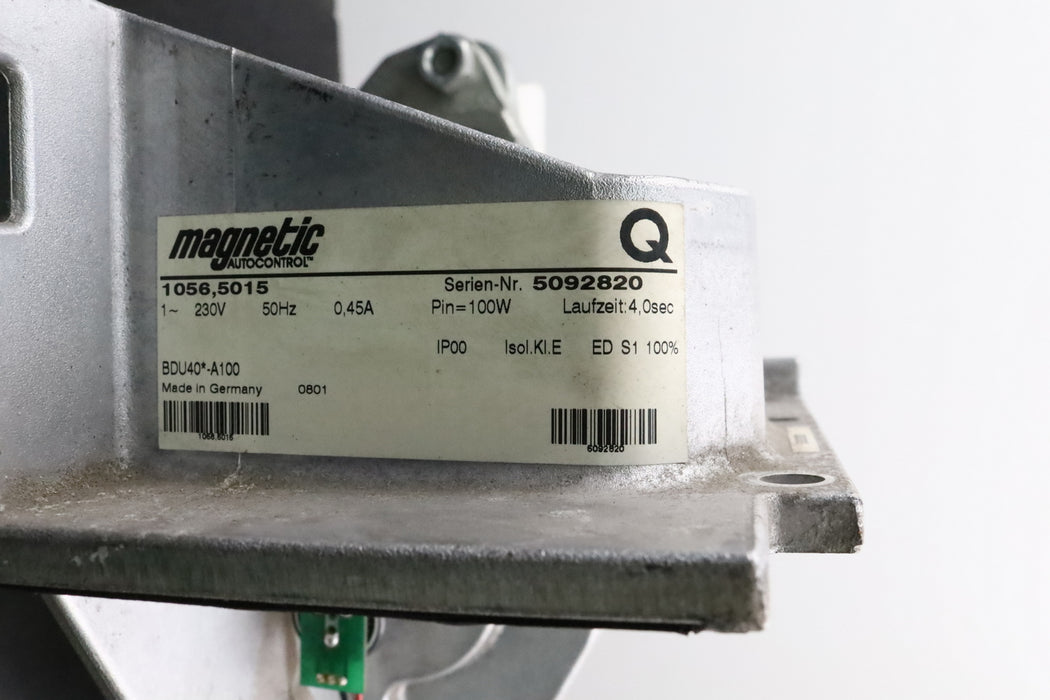 magnetic
AUTOCONTROL™
Q
1056,5015 Serien-Nr. 5092820
1~ 230V 50Hz 0,45A Pin=100W Laufzeit:4,0sec
IP00 Isol.Kl.E ED S1 100%
BDU40*-A100
Made in Germany 0801
1056,5015 5092820